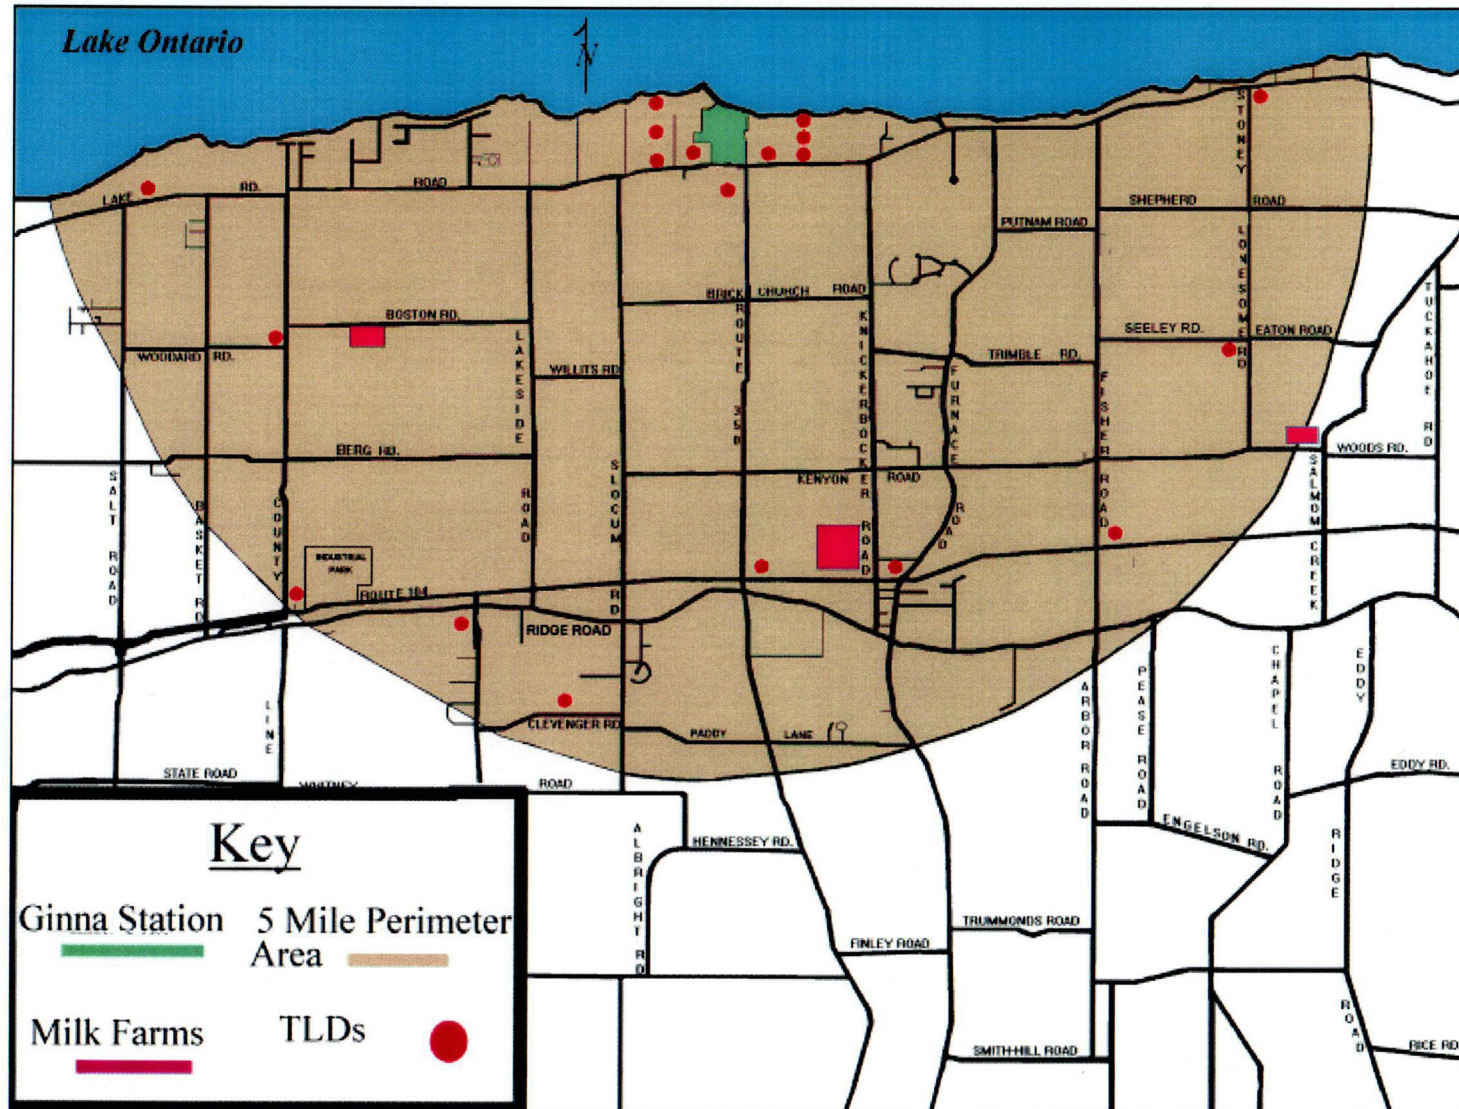 Lake Ontario
N
STONEY
LAKE
RD.
ROAD
SHEPHERD
ROAD
PUTNAM ROAD
LONESOME RD
TUCKAHOE RD
BRICK
CHURCH
ROAD
BOSTON RD.
KNICKERBOCKER ROAD
ROUTE 350
SEELEY RD.
EATON ROAD
LAKESIDE
ROAD
WOODARD
RD.
TRIMBLE
RD.
WILLITS RD
FURNACE
ROAD
FISHER ROAD
BERG RD.
WOODS RD.
SALMOM CREEK
SLOCUM RD
KENYON
ROAD
SALT ROAD
BASKET RD
COUNTY
LINE
INDUSTRIAL
PARK
ROUTE 104
RIDGE ROAD
CLEVENGER RD
PADDY
LANE
ARBOR ROAD
PEASE ROAD
CHAPEL ROAD
EDDY
RIDGE
ROAD
STATE ROAD
WHITNEY
ROAD
EDDY RD.
ALBRIGHT RD
HENNESSEY RD.
ENGELSON RD.
TRUMMONDS ROAD
FINLEY ROAD
SMITH-HILL ROAD
RICE RD
Key
Ginna Station
5 Mile Perimeter
Area
Milk Farms
TLDs